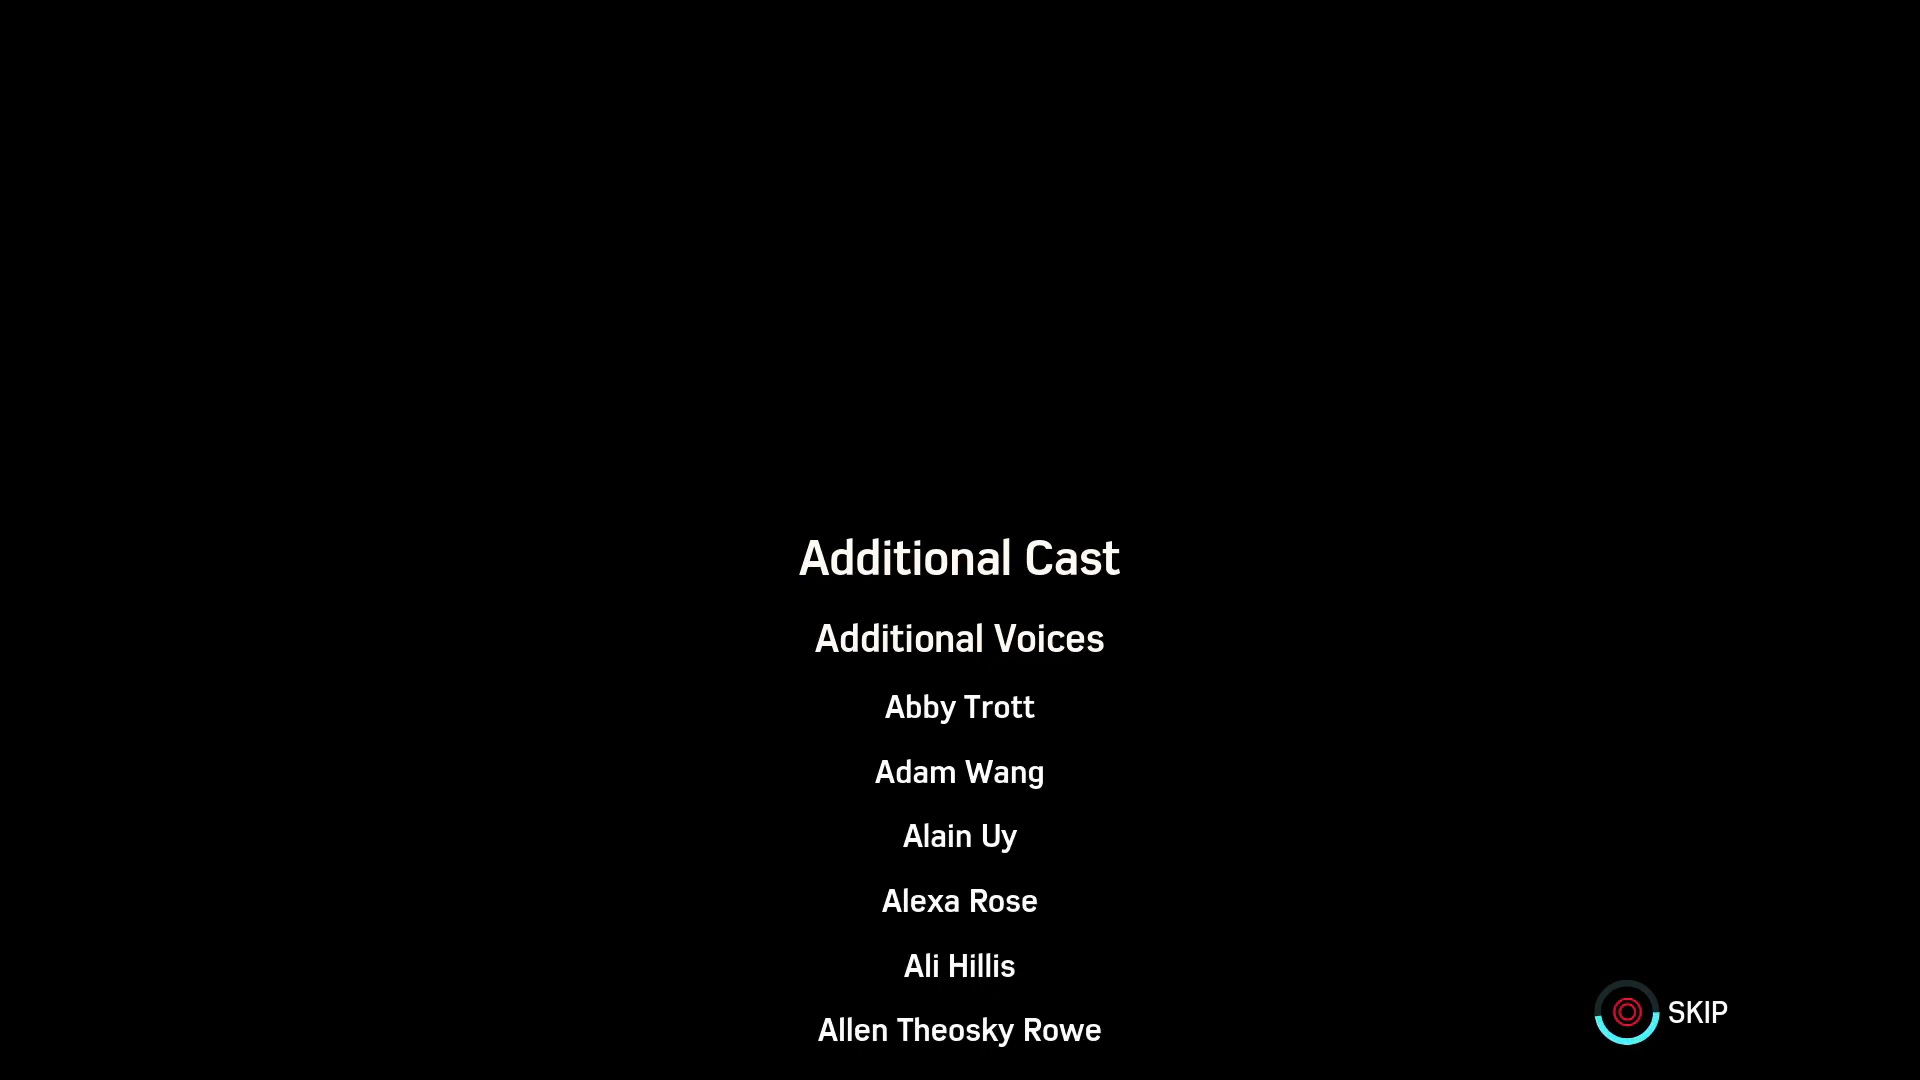 Additional Cast
Additional Voices
Abby Trott
Adam Wang
Alain Uy
Alexa Rose
Ali Hillis
Allen Theosky Rowe
SKIP